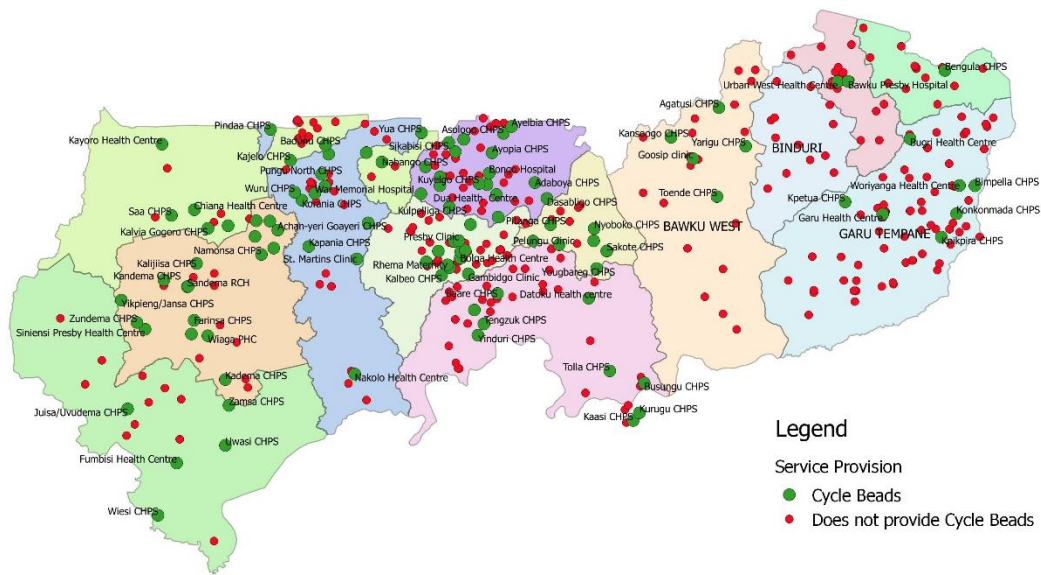 Bengula CHPS
Urban West Health Centre
Bawku Presby Hospital
Agatusi CHPS
Pindaa CHPS
Yua CHPS
Asologo CHPS
Ayelbia CHPS
Kansoogo CHPS
Yarigu CHPS
Bugri Health Centre
Kayoro Health Centre
Sikabisi CHPS
Ayopia CHPS
Goosip clinic
BINDURI
Kajelo CHPS
Nabango CHPS
Bongo Hospital
Pungu North CHPS
Kuyelgo CHPS
Adaboya CHPS
Woriyanga Health Centre
Bimpella CHPS
Wuru CHPS
War Memorial Hospital
Dua Health Centre
Toende CHPS
Kpetua CHPS
Korania CHPS
Dasabligo CHPS
Chiana Health Centre
Kulpelliga CHPS
Saa CHPS
Pitanga CHPS
Nyoboko CHPS
Garu Health Centre
Konkonmada CHPS
Kalvia Gogoro CHPS
Achan-yeri Goayeri CHPS
BAWKU WEST
GARU TEMPANE
Kpikpira CHPS
Namonsa CHPS
Kapania CHPS
Presby Clinic
Pelungu Clinic
Sakote CHPS
Kalijiisa CHPS
St. Martins Clinic
Rhema Maternity
Bolga Health Centre
Kandema CHPS
Kalbeo CHPS
Gambidgo Clinic
Yougbareg CHPS
Sandema RCH
Yikpieng/Jansa CHPS
Gbare CHPS
Datoku health centre
Zundema CHPS
Farinsa CHPS
Tengzuk CHPS
Siniensi Presby Health Centre
Wiaga PHC
Yinduri CHPS
Kadema CHPS
Nakolo Health Centre
Tolla CHPS
Busungu CHPS
Juisa/Uvudema CHPS
Zamsa CHPS
Kaasi CHPS
Kurugu CHPS
Uwasi CHPS
Fumbisi Health Centre
Wiesi CHPS
Legend
Service Provision
Cycle Beads
Does not provide Cycle Beads